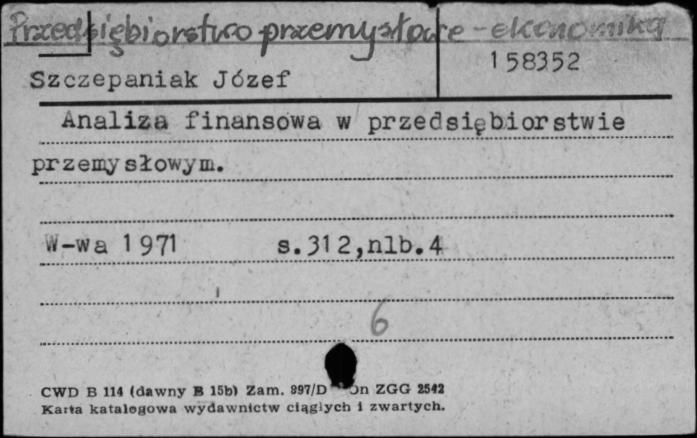 Przedsiębiorstwo przemysłowe - ekonomika
158352
Szczepaniak Józef
Analiza finansowa w przedsiębiorstwie
przemysłowym.
W-wa 1971 s.312,nlb.4
6
CWD B 114 (dawny B 15b) Zam. 997/D ZGG 2542
Karta katalogowa wydawnictw ciągłych i zwartych.